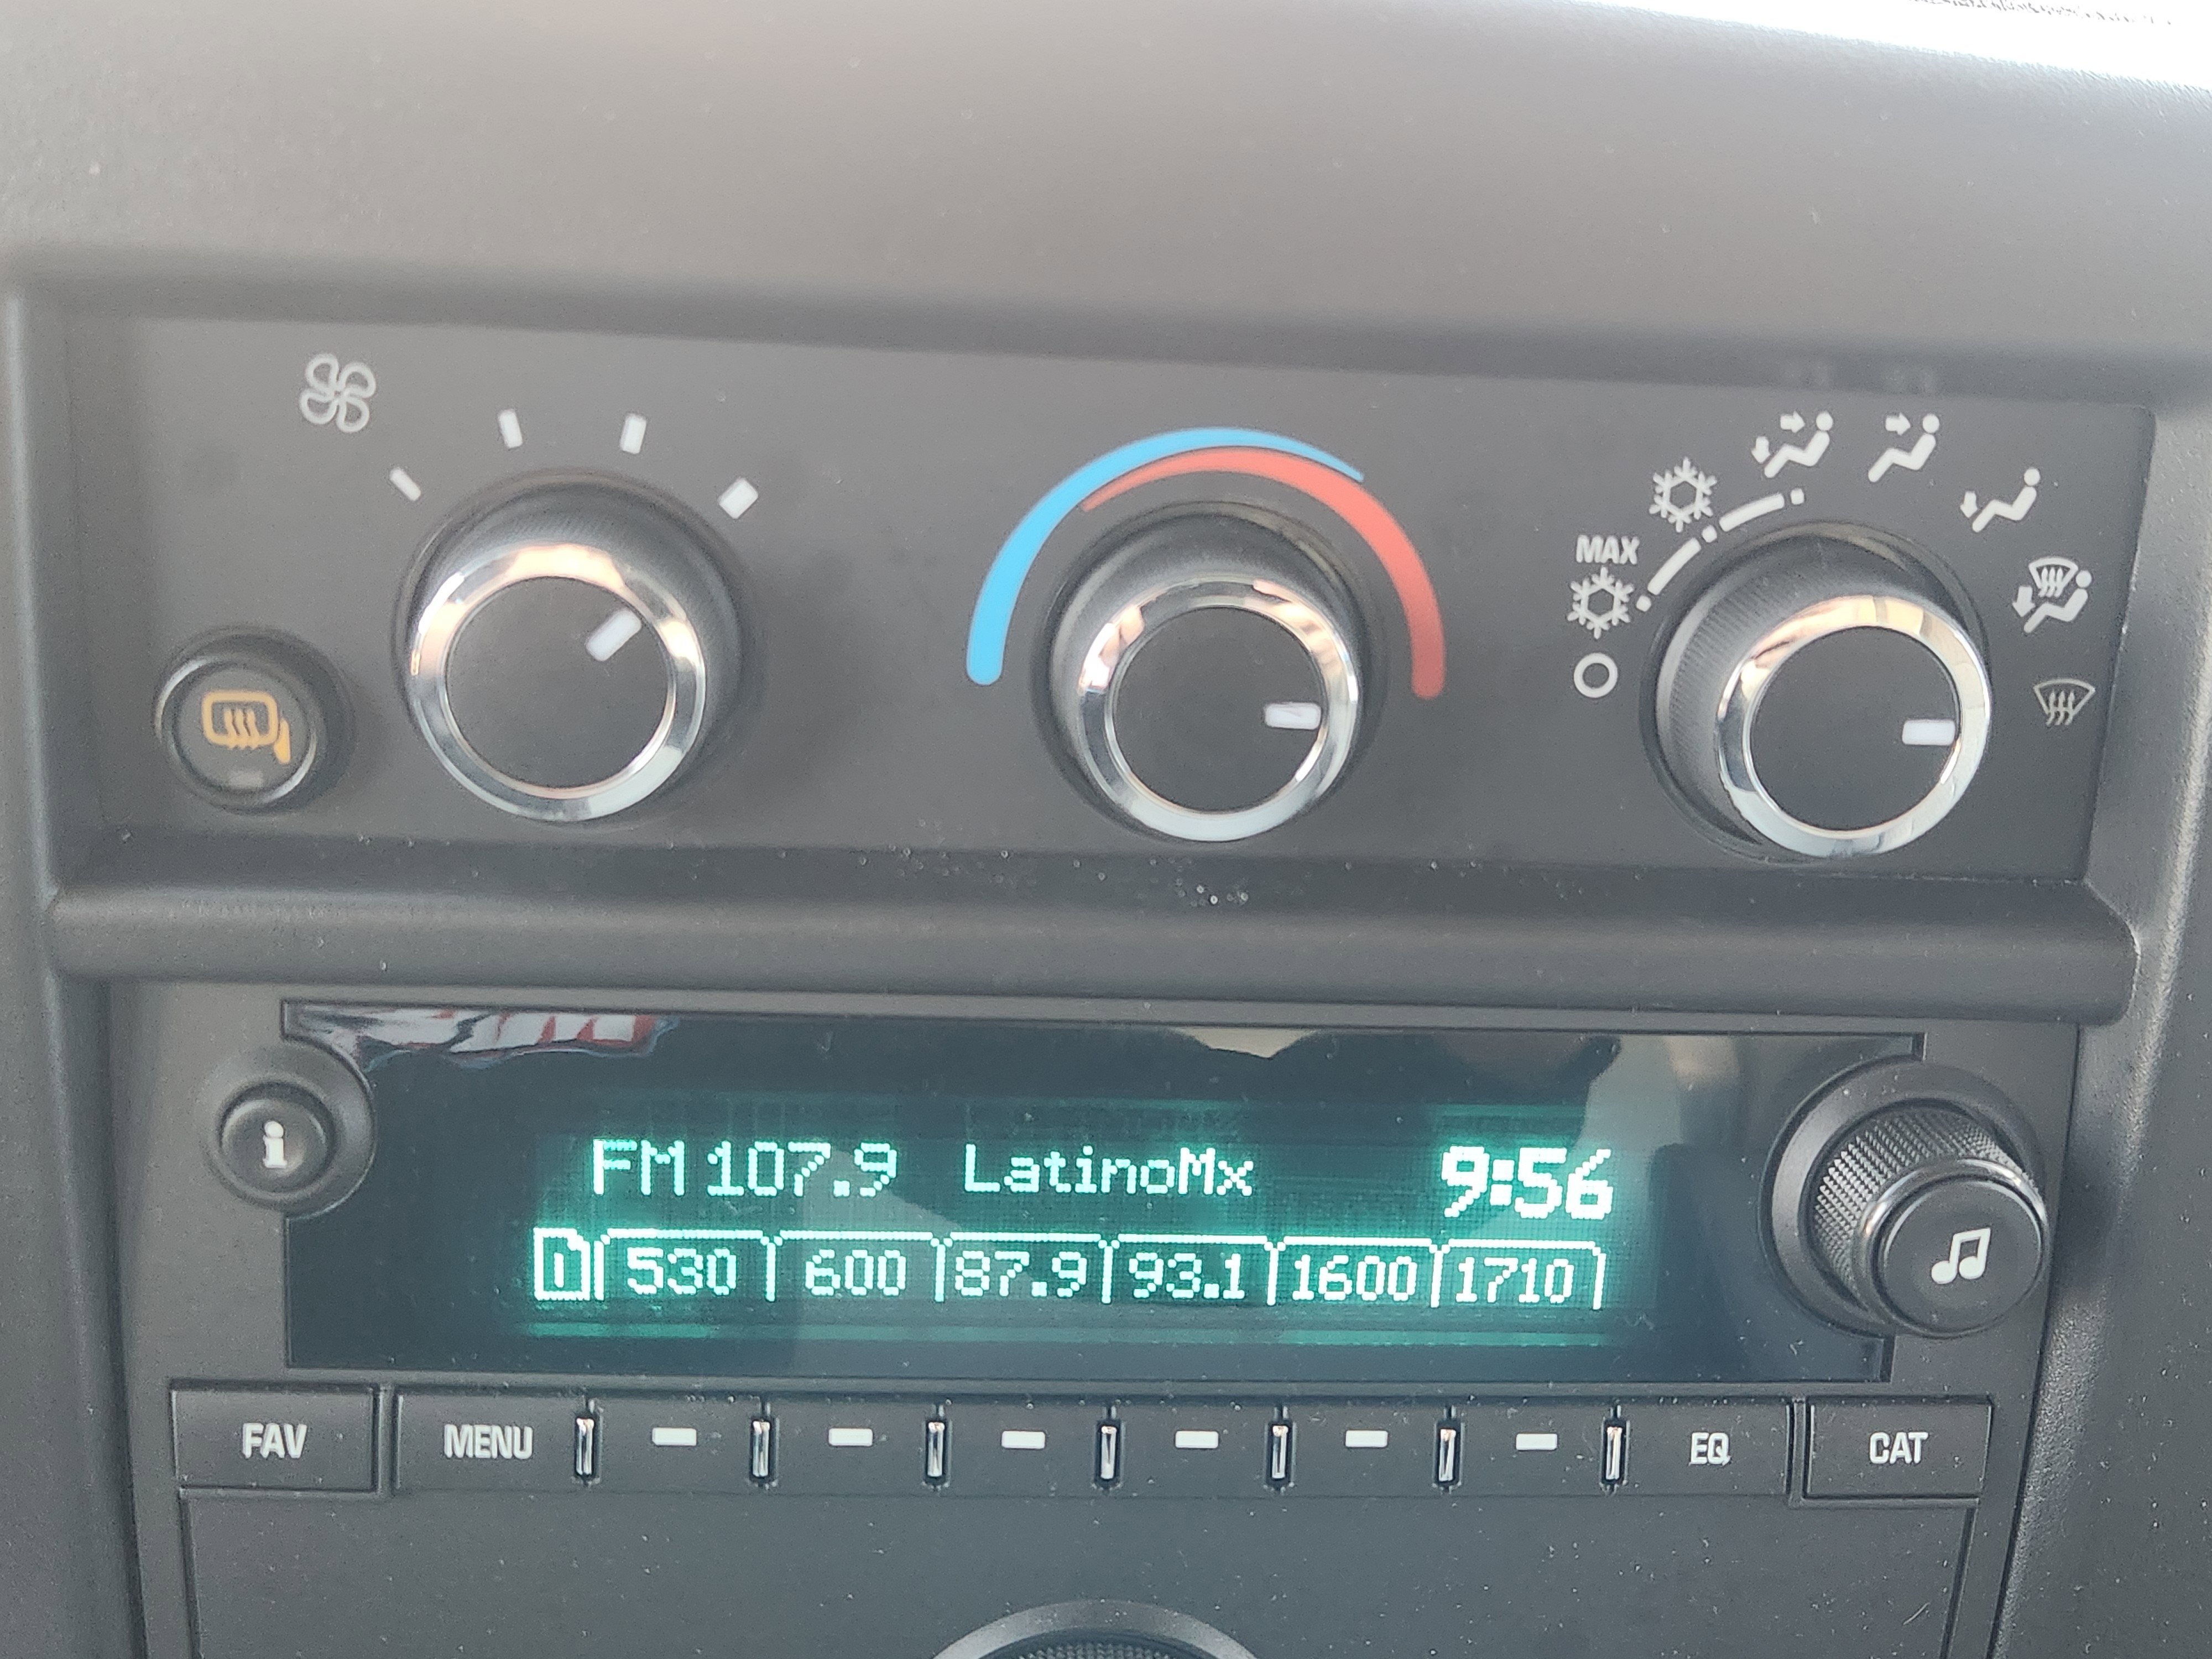 MAX
FM 107.9 LatinoMx 9:56
1 530 600 87.9 93.1 1600 1710
i
FAV MENU EQ CAT